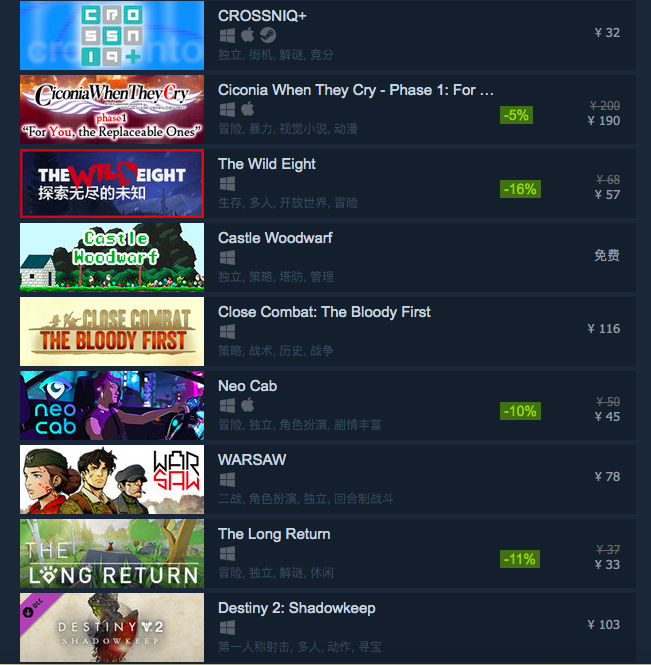 CROSSNIQ+
独立, 街机, 解谜, 竞分
¥ 32
CiconiaWhenTheyCry
phase1
"For You, the Replaceable Ones"
Ciconia When They Cry - Phase 1: For ...
冒险, 暴力, 视觉小说, 动漫
-5%
¥ 200
¥ 190
THE WILD EIGHT
探索无尽的未知
The Wild Eight
生存, 多人, 开放世界, 冒险
-16%
¥ 68
¥ 57
Castle
Woodwarf
Castle Woodwarf
独立, 策略, 塔防, 管理
免费
CLOSE COMBAT
THE BLOODY FIRST
Close Combat: The Bloody First
策略, 战术, 历史, 战争
¥ 116
neo
cab
Neo Cab
冒险, 独立, 角色扮演, 剧情丰富
-10%
¥ 50
¥ 45
WAR
SAW
WARSAW
二战, 角色扮演, 独立, 回合制战斗
¥ 78
THE
LONG RETURN
The Long Return
冒险, 独立, 解谜, 休闲
-11%
¥ 37
¥ 33
DLC
DESTINY 2
SHADOWKEEP
Destiny 2: Shadowkeep
第一人称射击, 多人, 动作, 寻宝
¥ 103